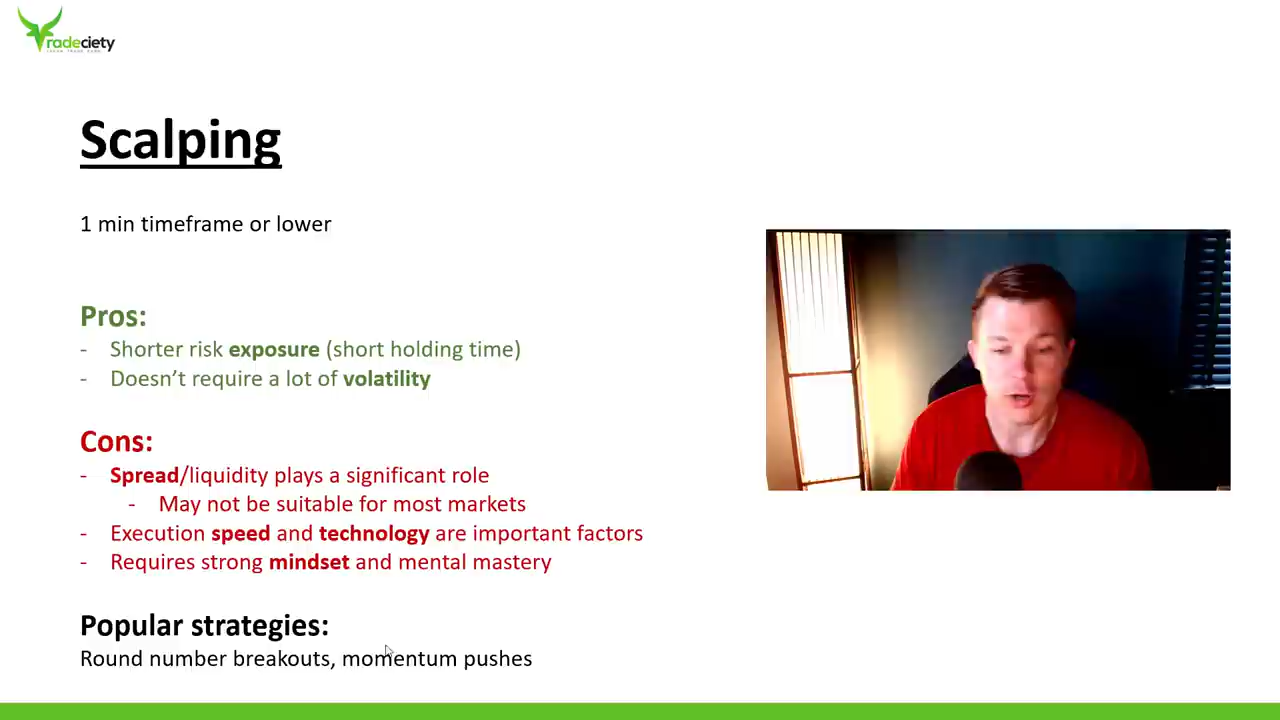 radeciety
Scalping
1 min timeframe or lower
Pros:
- Shorter risk exposure (short holding time)
- Doesn't require a lot of volatility
Cons:
- Spread/liquidity plays a significant role
- May not be suitable for most markets
- Execution speed and technology are important factors
- Requires strong mindset and mental mastery
Popular strategies:
Round number breakouts, momentum pushes